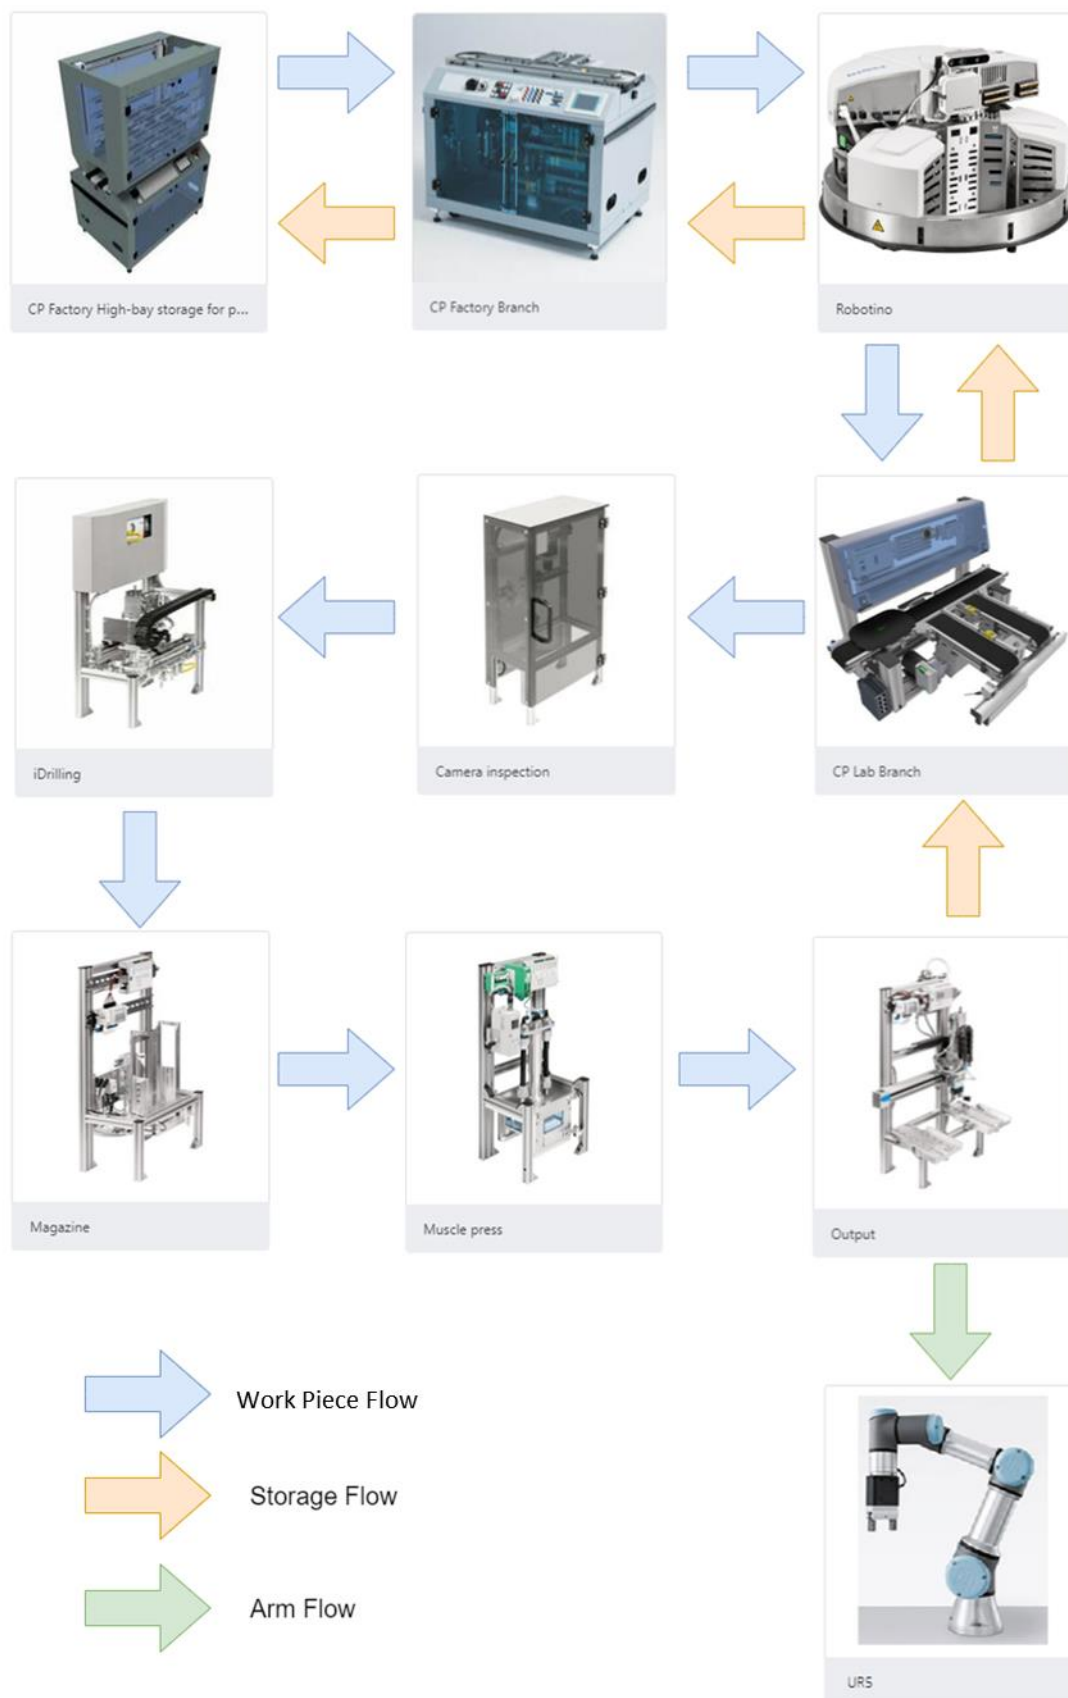 CP Factory High-bay storage for p...
CP Factory Branch
Robotino
iDrilling
Camera inspection
CP Lab Branch
Magazine
Muscle press
Output
Work Piece Flow
Storage Flow
Arm Flow
UR5